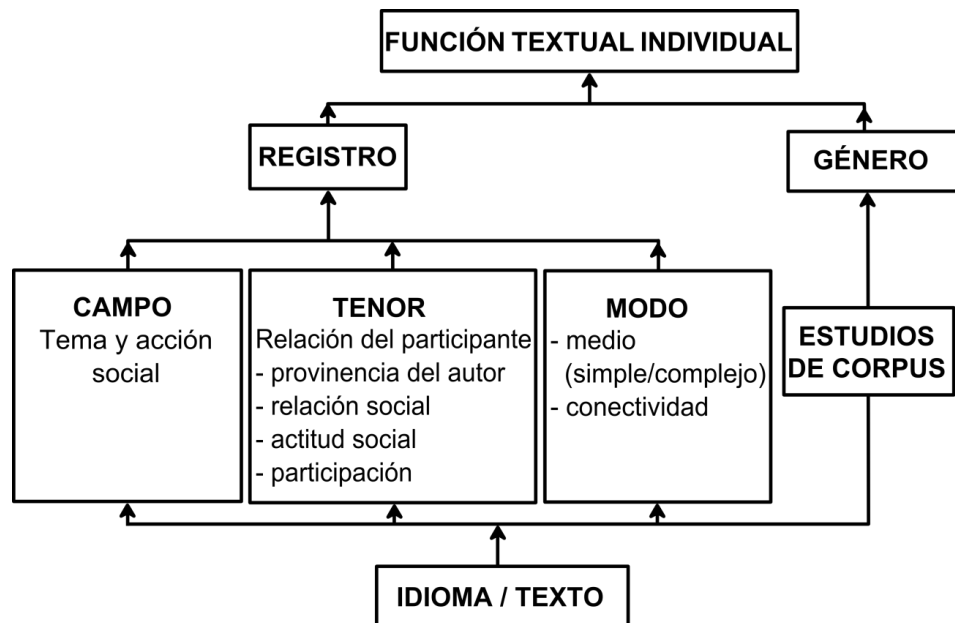 FUNCIÓN TEXTUAL INDIVIDUAL
REGISTRO
GÉNERO
CAMPO
Tema y acción
social
TENOR
Relación del participante
- provinencia del autor
- relación social
- actitud social
- participación
MODO
- medio
(simple/complejo)
- conectividad
ESTUDIOS
DE CORPUS
IDIOMA / TEXTO